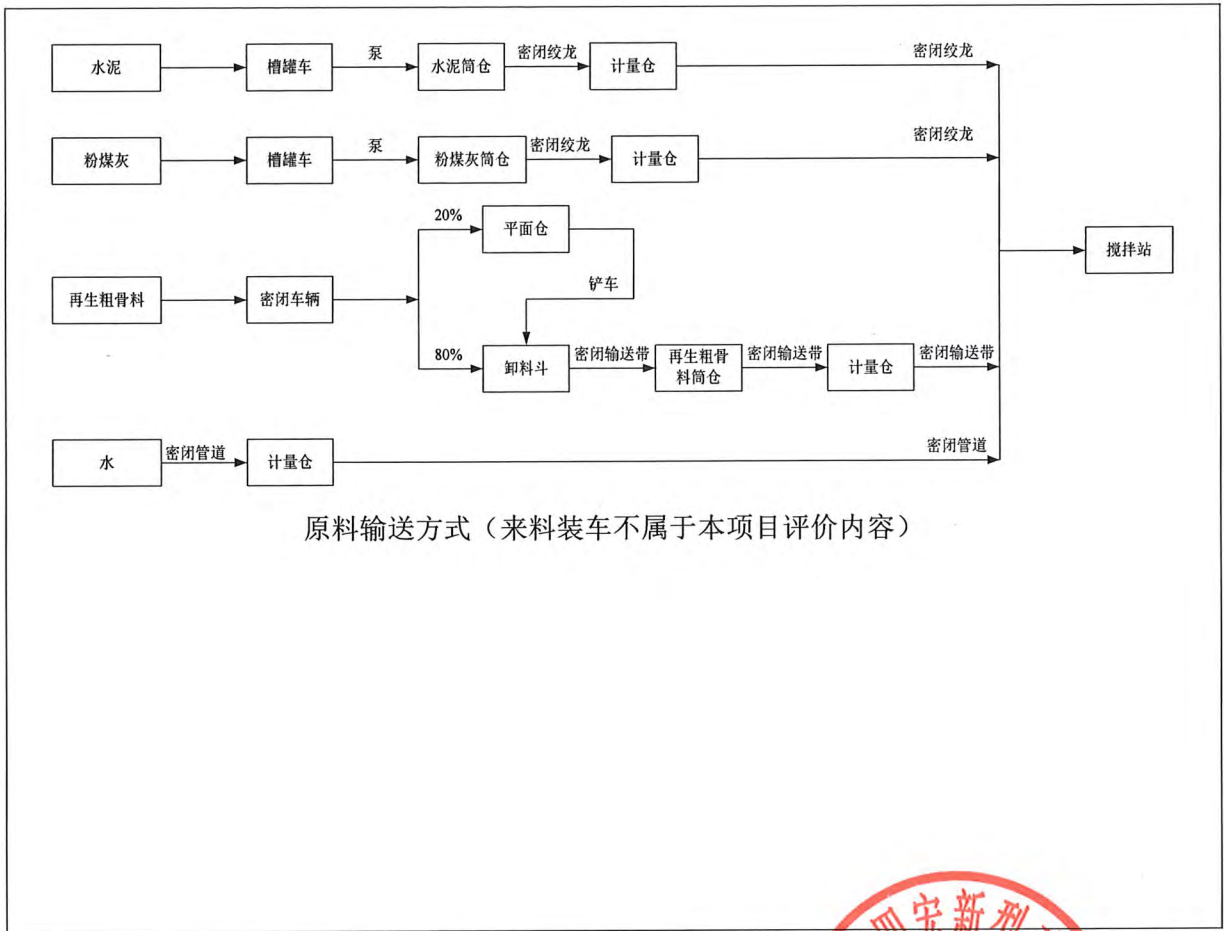 水泥
槽罐车
泵
水泥筒仓
密闭绞龙
计量仓
密闭绞龙
粉煤灰
槽罐车
泵
粉煤灰筒仓
密闭绞龙
计量仓
密闭绞龙
20%
平面仓
铲车
再生粗骨料
密闭车辆
搅拌站
80%
卸料斗
密闭输送带
再生粗骨
料筒仓
密闭输送带
计量仓
密闭输送带
水
密闭管道
计量仓
密闭管道
原料输送方式（来料装车不属于本项目评价内容）
安新型